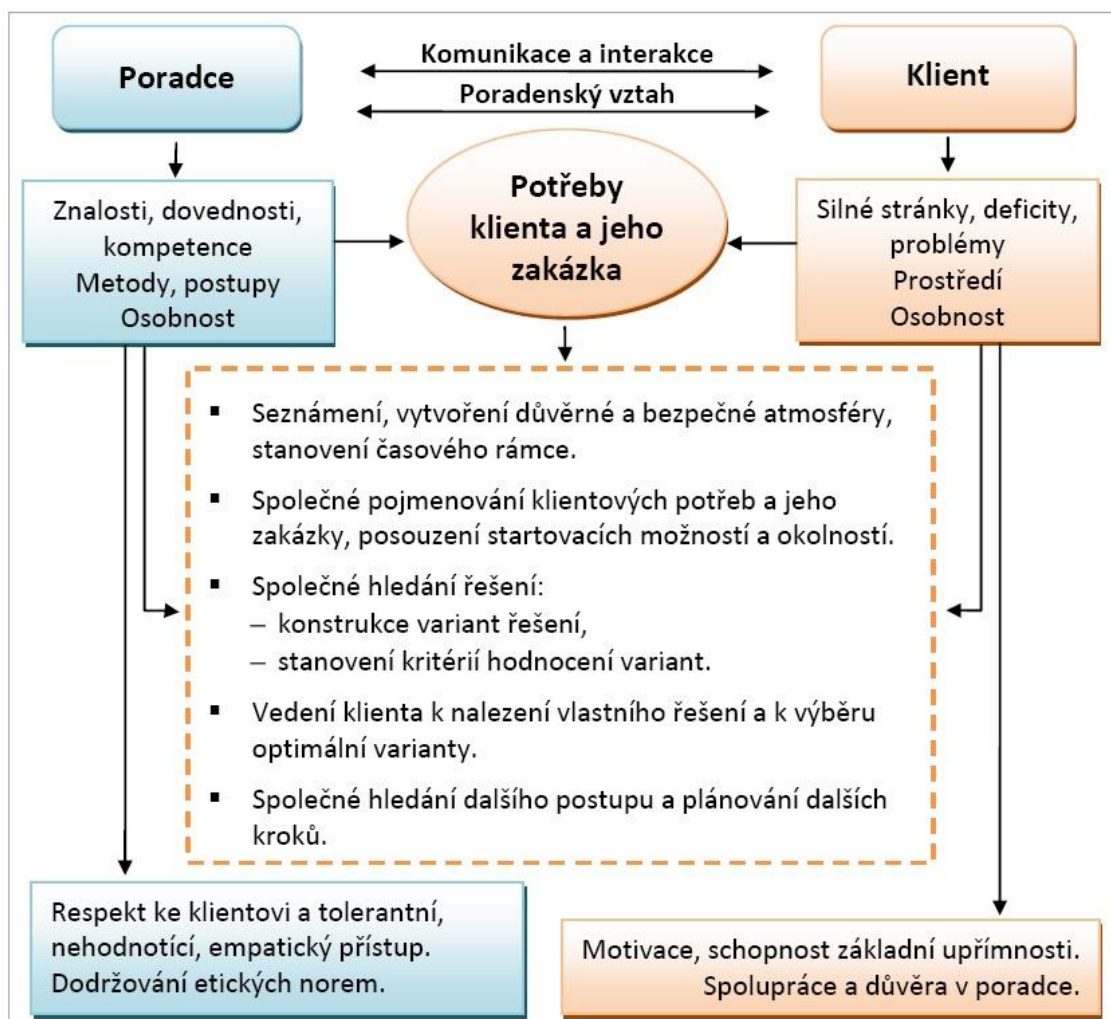 Poradce
Komunikace a interakce
Poradenský vztah
Klient
Znalosti, dovednosti,
kompetence
Metody, postupy
Osobnost
Potřeby
klienta a jeho
zakázka
Silné stránky, deficity,
problémy
Prostředí
Osobnost
▪ Seznámení, vytvoření důvěrné a bezpečné atmosféry,
stanovení časového rámce.
▪ Společné pojmenování klientových potřeb a jeho
zakázky, posouzení startovacích možností a okolností.
▪ Společné hledání řešení:
– konstrukce variant řešení,
– stanovení kritérií hodnocení variant.
▪ Vedení klienta k nalezení vlastního řešení a k výběru
optimální varianty.
▪ Společné hledání dalšího postupu a plánování dalších
kroků.
Respekt ke klientovi a tolerantní,
nehodnotící, empatický přístup.
Dodržování etických norem.
Motivace, schopnost základní upřímnosti.
Spolupráce a důvěra v poradce.